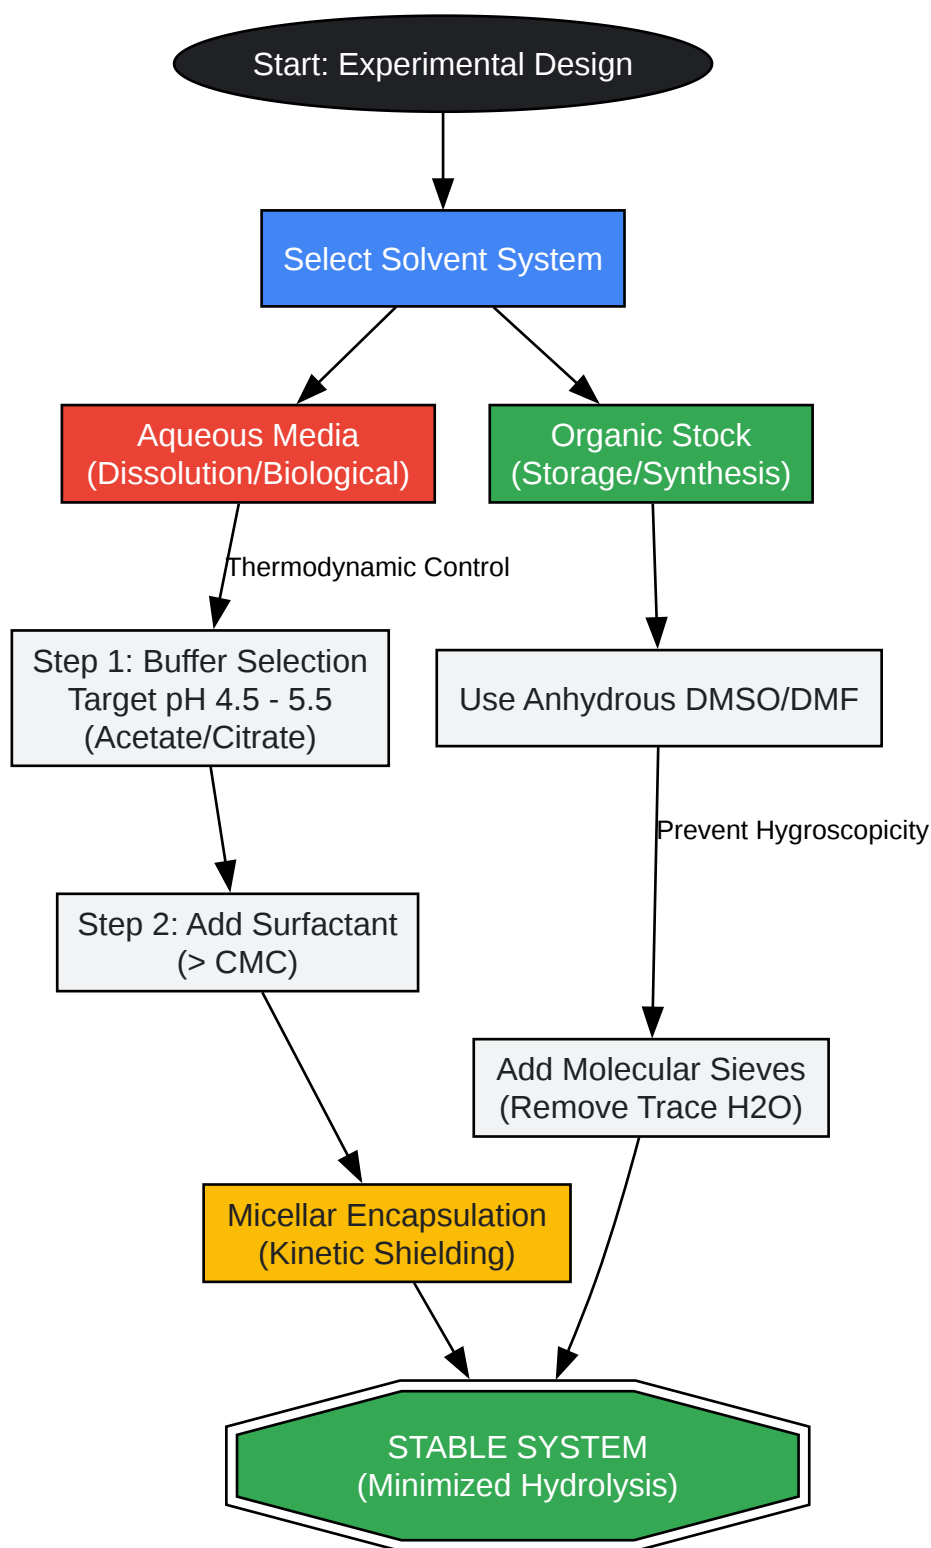 Start: Experimental Design
Select Solvent System
Aqueous Media
(Dissolution/Biological)
Organic Stock
(Storage/Synthesis)
Thermodynamic Control
Step 1: Buffer Selection
Target pH 4.5 - 5.5
(Acetate/Citrate)
Use Anhydrous DMSO/DMF
Prevent Hygroscopicity
Step 2: Add Surfactant
(> CMC)
Add Molecular Sieves
(Remove Trace H2O)
Micellar Encapsulation
(Kinetic Shielding)
STABLE SYSTEM
(Minimized Hydrolysis)